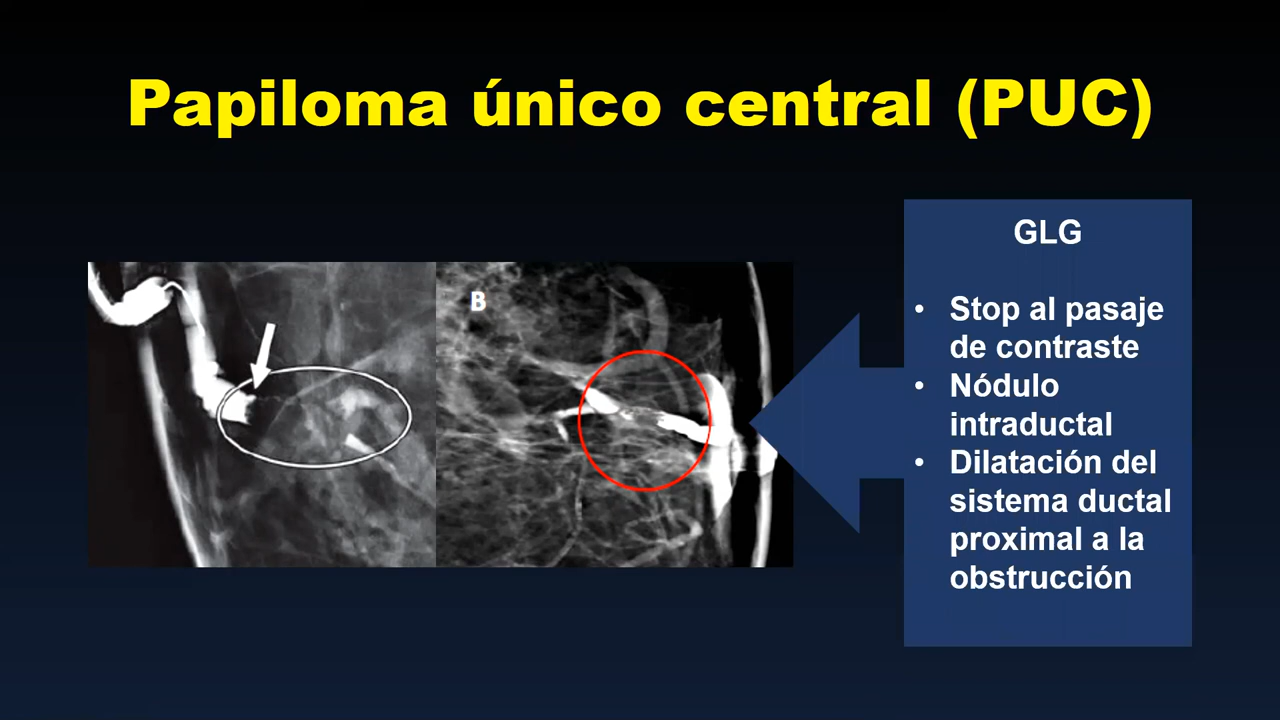 Papiloma único central (PUC)
B
GLG
• Stop al pasaje
de contraste
• Nódulo
intraductal
• Dilatación del
sistema ductal
proximal a la
obstrucción